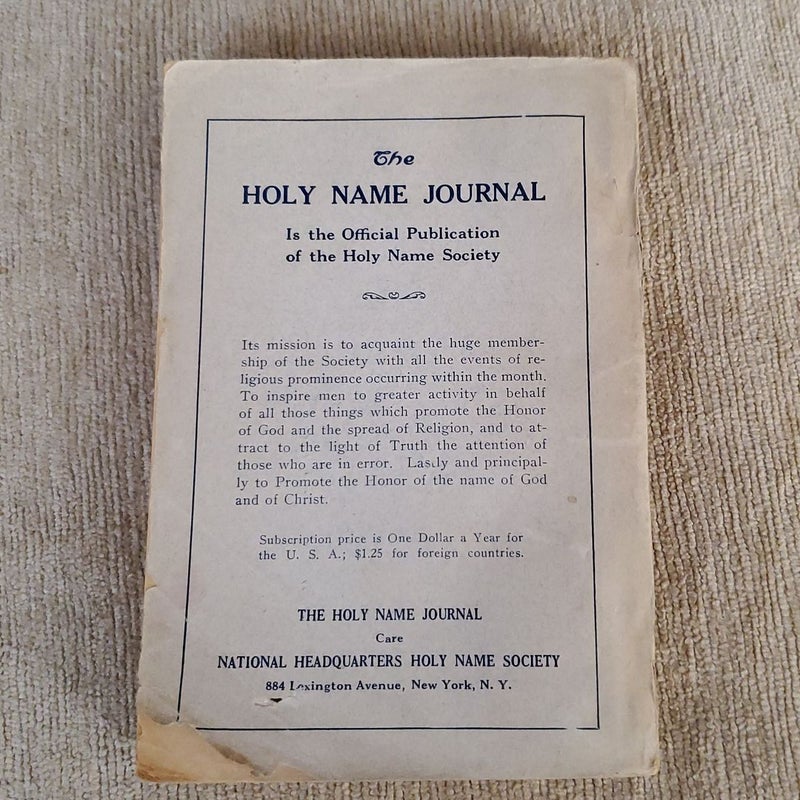 The
HOLY NAME JOURNAL
Is the Official Publication
of the Holy Name Society
Its mission is to acquaint the huge member-
ship of the Society with all the events of re-
ligious prominence occurring within the month.
To inspire men to greater activity in behalf
of all those things which promote the Honor
of God and the spread of Religion, and to at-
tract to the light of Truth the attention of
those who are in error. Lastly and principal-
ly to Promote the Honor of the name of God
and of Christ.
Subscription price is One Dollar a Year for
the U. S. A.; $1.25 for foreign countries.
THE HOLY NAME JOURNAL
Care
NATIONAL HEADQUARTERS HOLY NAME SOCIETY
884 Lexington Avenue, New York, N. Y.